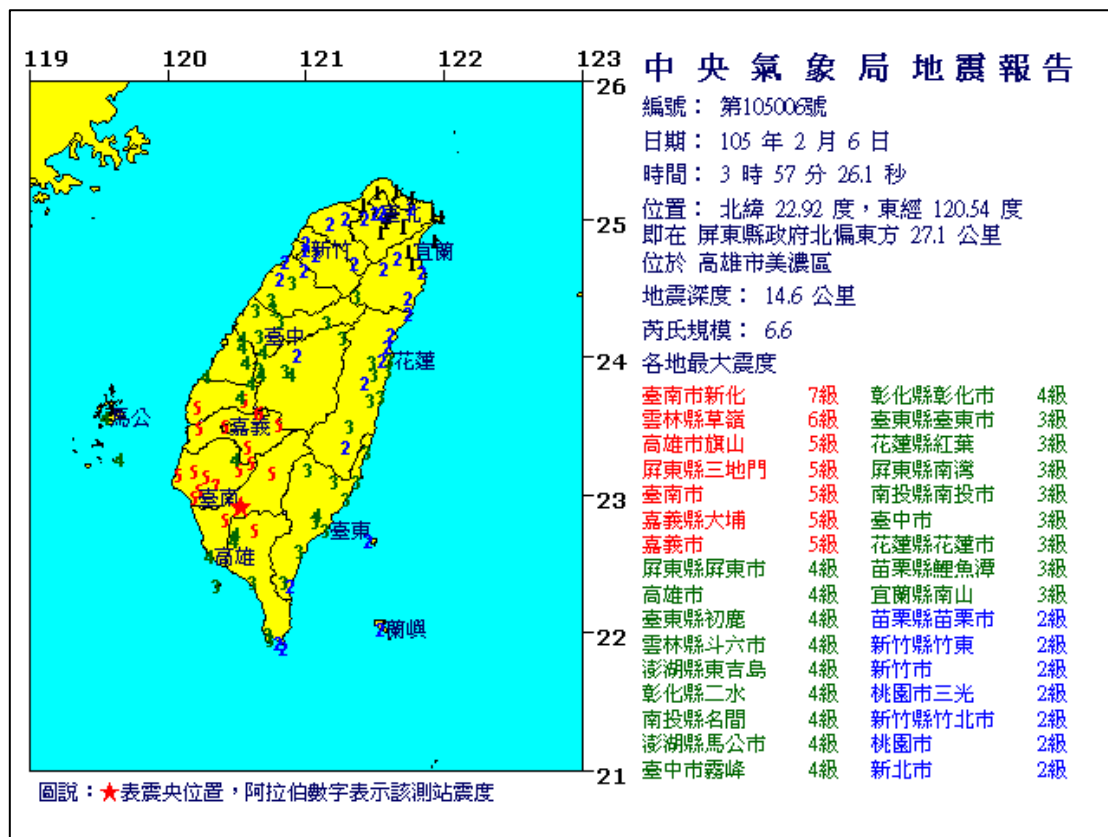 119 120 121 122 123
26
25
24
23
22
21
臺北
新竹
宜蘭
臺中
花蓮
馬公
嘉義
臺南
臺東
高雄
蘭嶼
圖說：★表震央位置，阿拉伯數字表示該測站震度
中央氣象局地震報告
編號： 第105006號
日期： 105 年 2 月 6 日
時間： 3 時 57 分 26.1 秒
位置： 北緯 22.92 度，東經 120.54 度
即在 屏東縣政府北偏東方 27.1 公里
位於 高雄市美濃區
地震深度： 14.6 公里
芮氏規模： 6.6
各地最大震度
臺南市新化 7級 彰化縣彰化市 4級
雲林縣草嶺 6級 臺東縣臺東市 3級
高雄市旗山 5級 花蓮縣紅葉 3級
屏東縣三地門 5級 屏東縣南灣 3級
臺南市 5級 南投縣南投市 3級
嘉義縣大埔 5級 臺中市 3級
嘉義市 5級 花蓮縣花蓮市 3級
屏東縣屏東市 4級 苗栗縣鯉魚潭 3級
高雄市 4級 宜蘭縣南山 3級
臺東縣初鹿 4級 苗栗縣苗栗市 2級
雲林縣斗六市 4級 新竹縣竹東 2級
澎湖縣東吉島 4級 新竹市 2級
彰化縣二水 4級 桃園市三光 2級
南投縣名間 4級 新竹縣竹北市 2級
澎湖縣馬公市 4級 桃園市 2級
臺中市霧峰 4級 新北市 2級